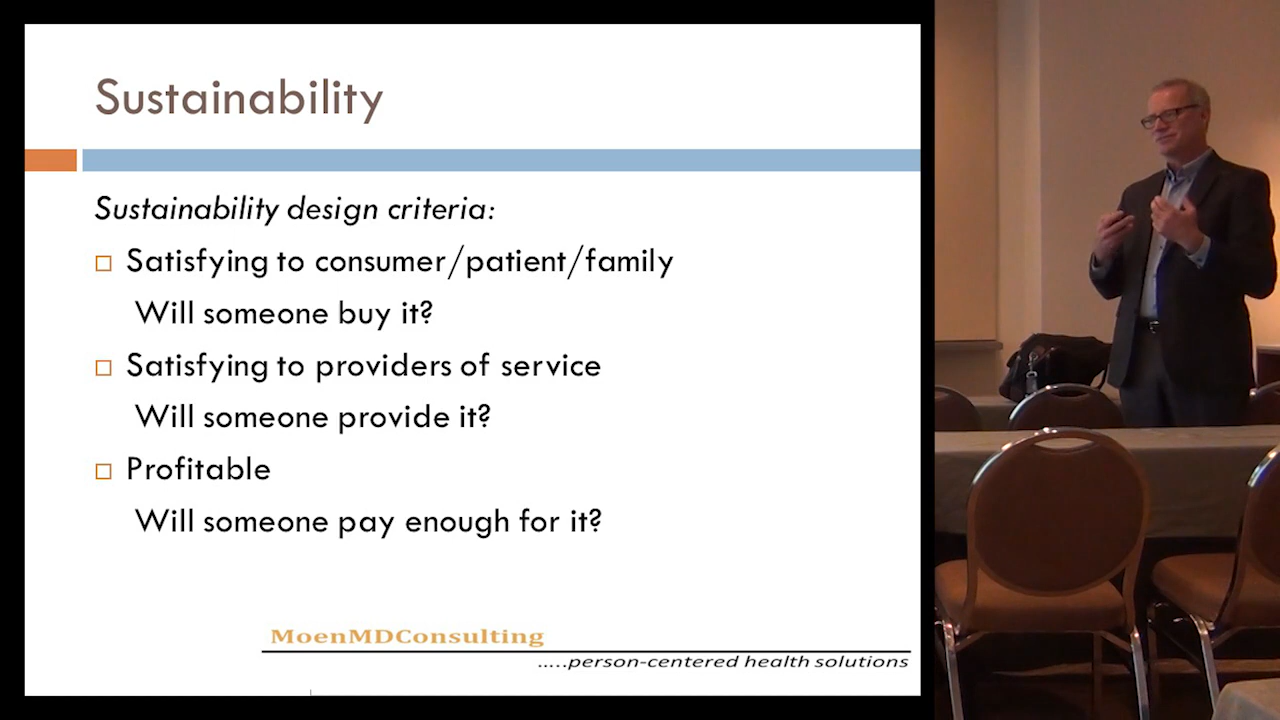 Sustainability
Sustainability design criteria:
Satisfying to consumer/patient/family
Will someone buy it?
Satisfying to providers of service
Will someone provide it?
Profitable
Will someone pay enough for it?
MoenMDConsulting
.....person-centered health solutions